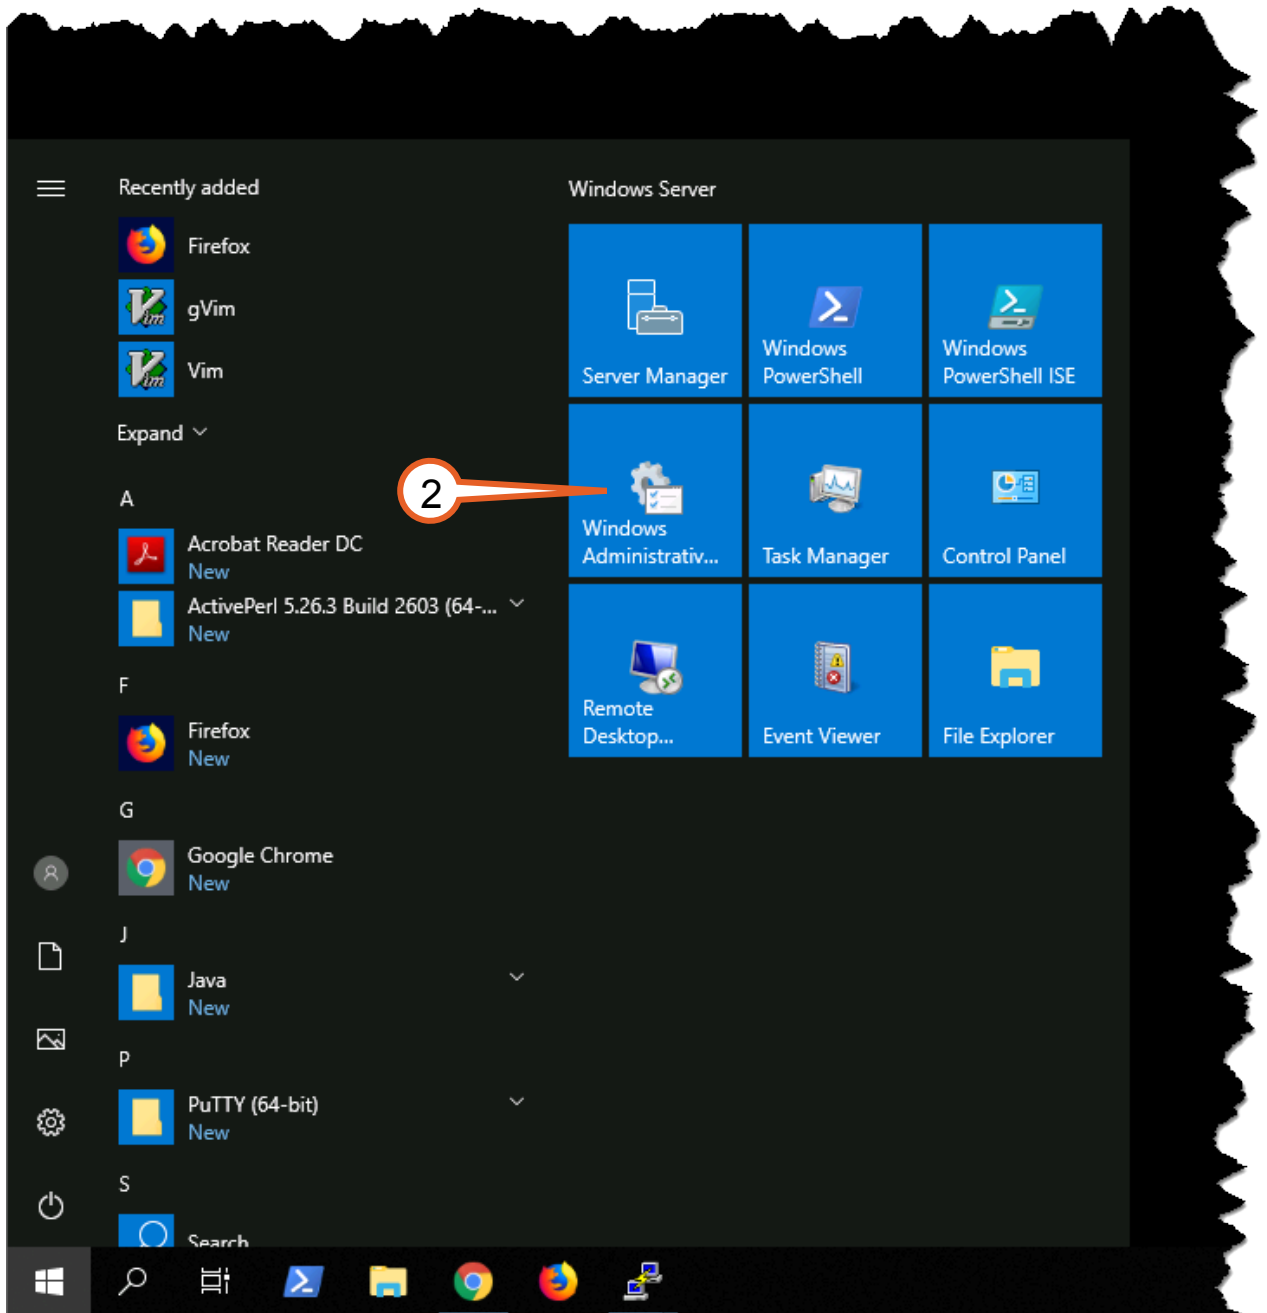 Recently added
Firefox
gVim
Vim
Expand
A
Acrobat Reader DC
New
ActivePerl 5.26.3 Build 2603 (64-...
New
F
Firefox
New
G
Google Chrome
New
J
Java
New
P
PuTTY (64-bit)
New
S
Search
2
Windows Server
Server Manager
Windows
PowerShell
Windows
PowerShell ISE
Windows
Administrativ...
Task Manager
Control Panel
Remote
Desktop...
Event Viewer
File Explorer